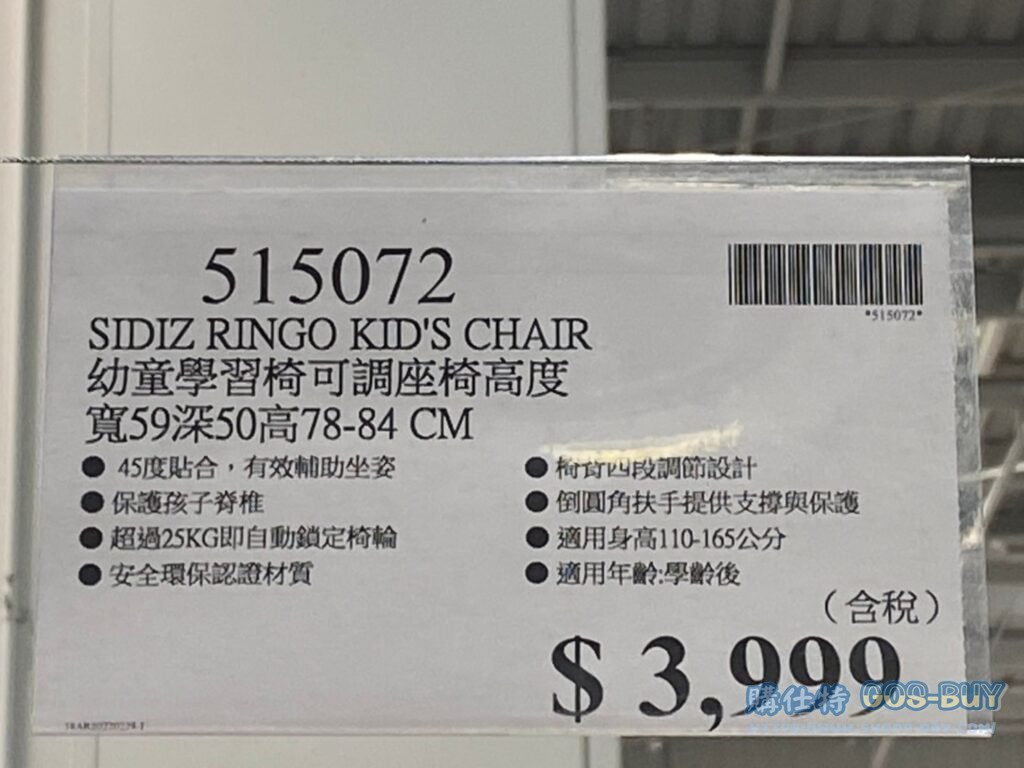 515072
*515072*
SIDIZ RINGO KID'S CHAIR
幼童學習椅可調座椅高度
寬59深50高78-84 CM
● 45度貼合，有效輔助坐姿
● 保護孩子脊椎
● 超過25KG即自動鎖定椅輪
● 安全環保認證材質
● 椅背四段調節設計
● 倒圓角扶手提供支撐與保護
● 適用身高110-165公分
● 適用年齡:學齡後
（含稅）
$ 3,999
購仕特 COS-BUY